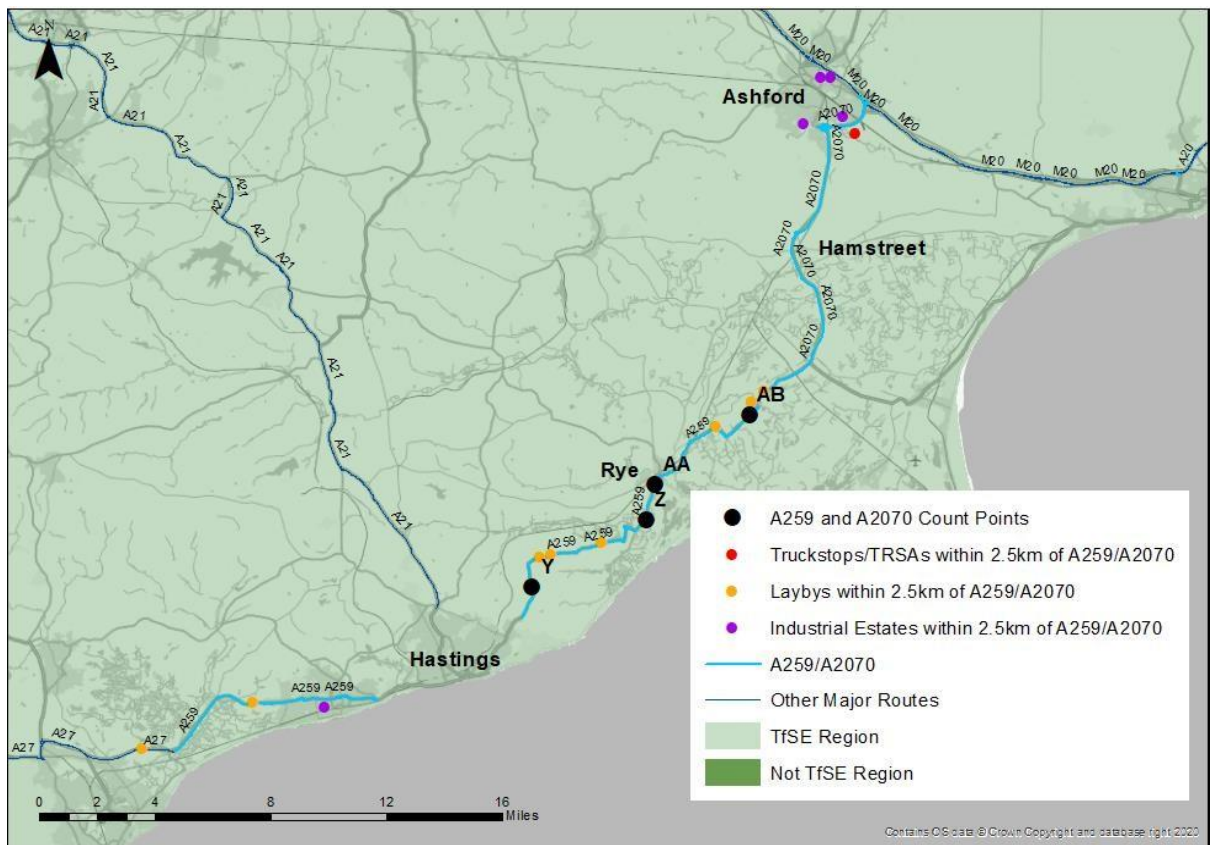 N
A21
A21
A21
A21
A21
A21
A21
A21
A21
A21
A21
A21
A21
A21
M20
M20
M20
M20
M20
M20
M20
M20
M20
M20
M20
A20
Ashford
A2070
A2070
A2070
A2070
Hamstreet
A2070
A2070
A2070
AB
A259
AA
Rye
Z
A259
A259
A259
Y
Hastings
A259 A259
A259
A27
A27
A27
A259 and A2070 Count Points
Truckstops/TRSAs within 2.5km of A259/A2070
Laybys within 2.5km of A259/A2070
Industrial Estates within 2.5km of A259/A2070
A259/A2070
Other Major Routes
TfSE Region
Not TfSE Region
0 2 4 8 12 16
Miles
Contains OS data © Crown Copyright and database right 2020